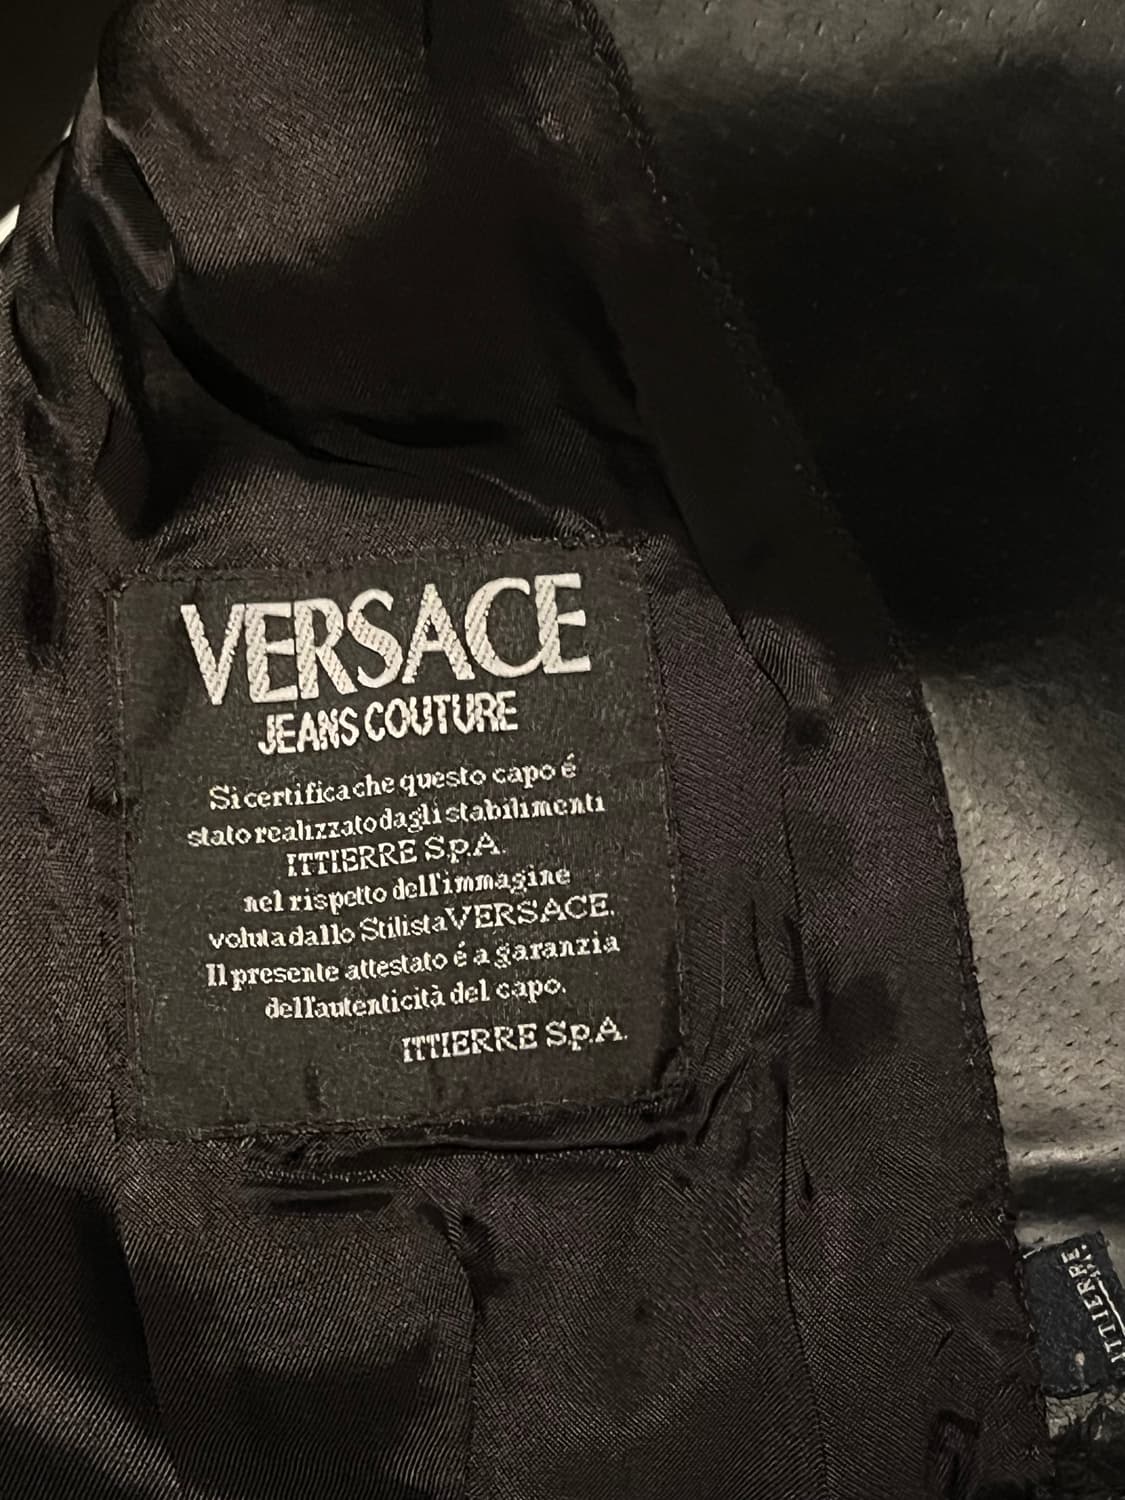 VERSACE
JEANS COUTURE
Si certifica che questo capo é
stato realizzato dagli stabilimenti
ITTIERRE S.p.A.
nel rispetto dell'immagine
voluta dallo Stilista VERSACE.
Il presente attestato é a garanzia
dell'autenticità del capo.
ITTIERRE S.p.A.
ITTIERRE